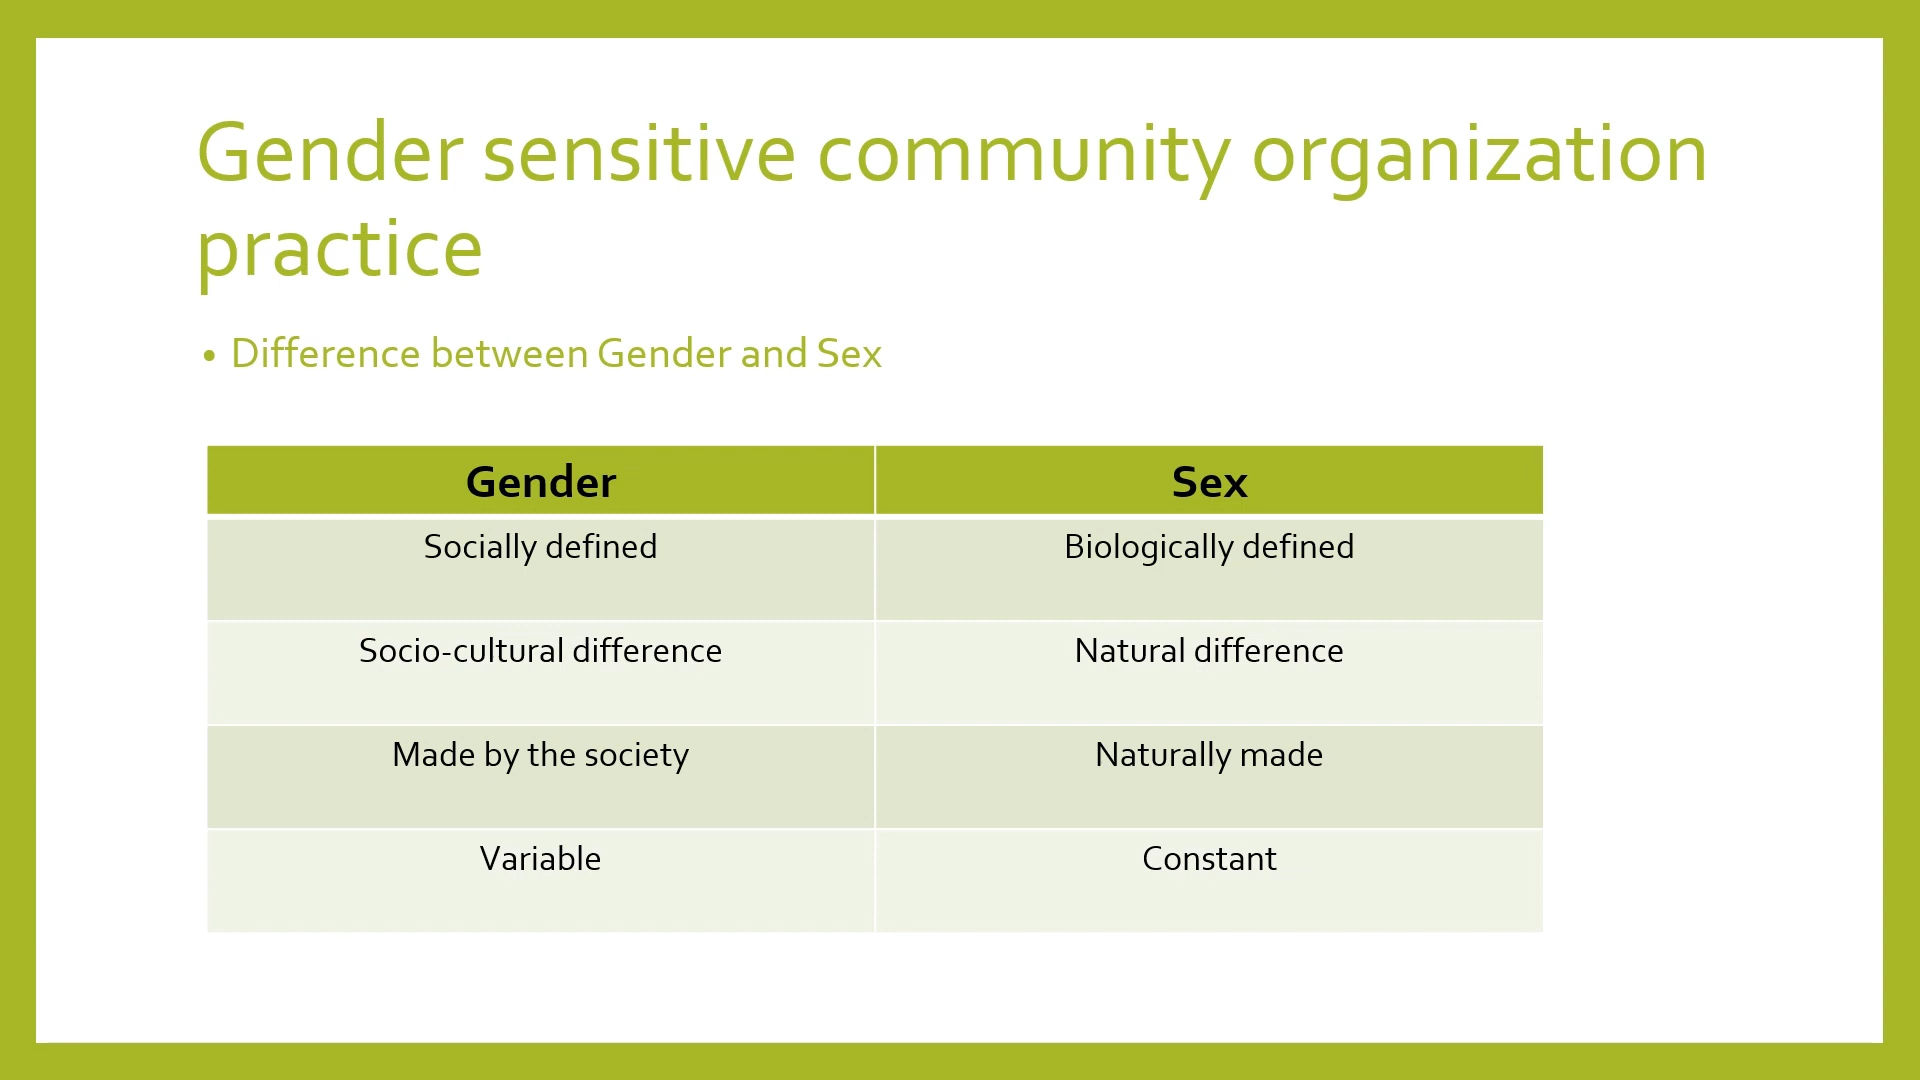 Gender sensitive community organization
practice
• Difference between Gender and Sex
Gender Sex
Socially defined Biologically defined
Socio-cultural difference Natural difference
Made by the society Naturally made
Variable Constant